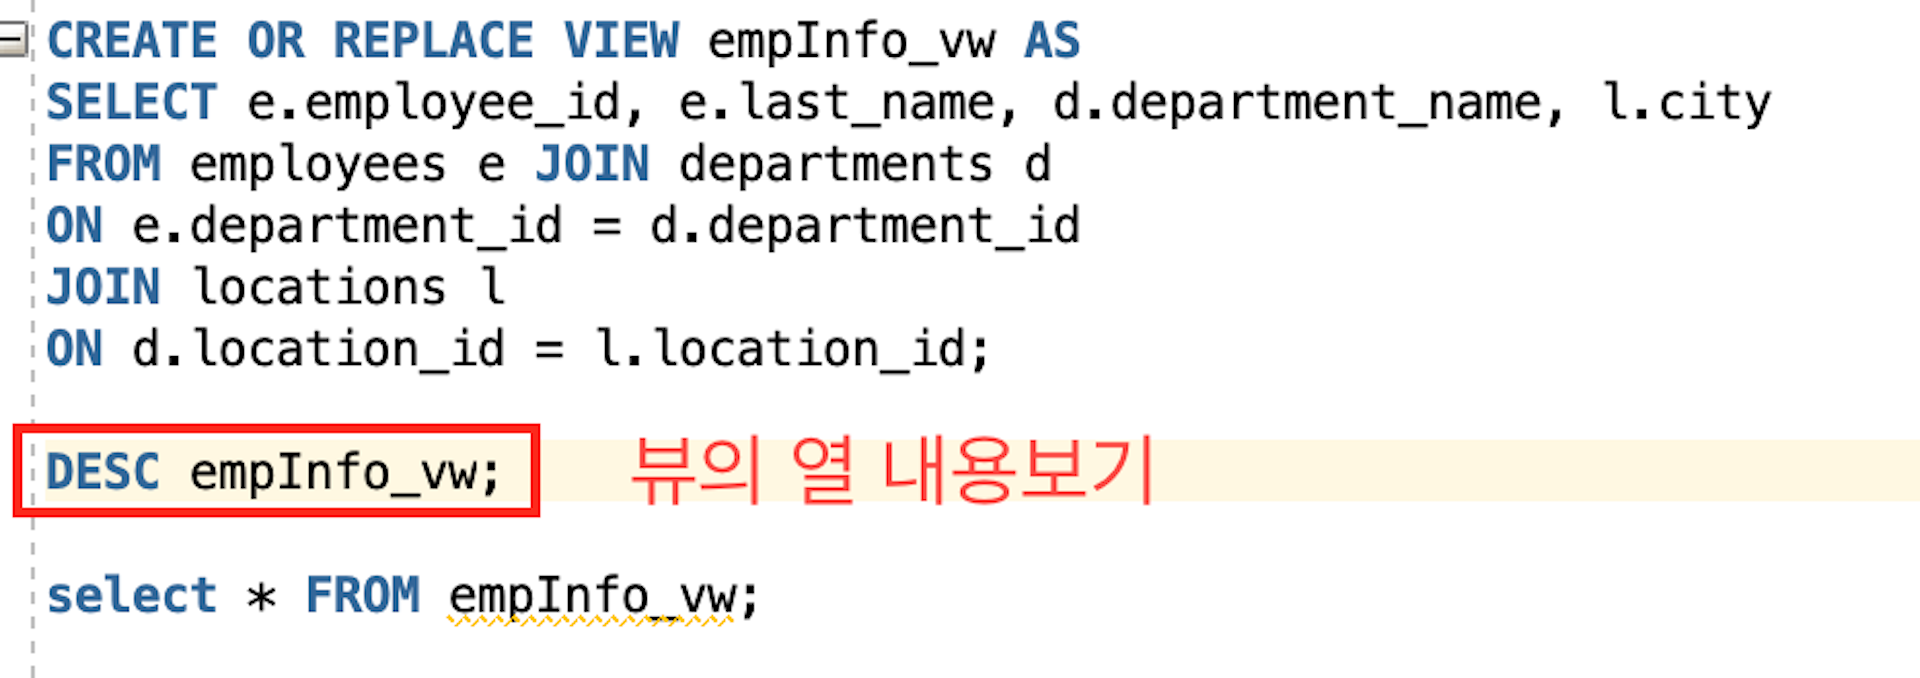 CREATE OR REPLACE VIEW empInfo_vw AS
SELECT e.employee_id, e.last_name, d.department_name, l.city
FROM employees e JOIN departments d
ON e.department_id = d.department_id
JOIN locations l
ON d.location_id = l.location_id;
DESC empInfo_vw; 뷰의 열 내용보기
select * FROM empInfo_vw;